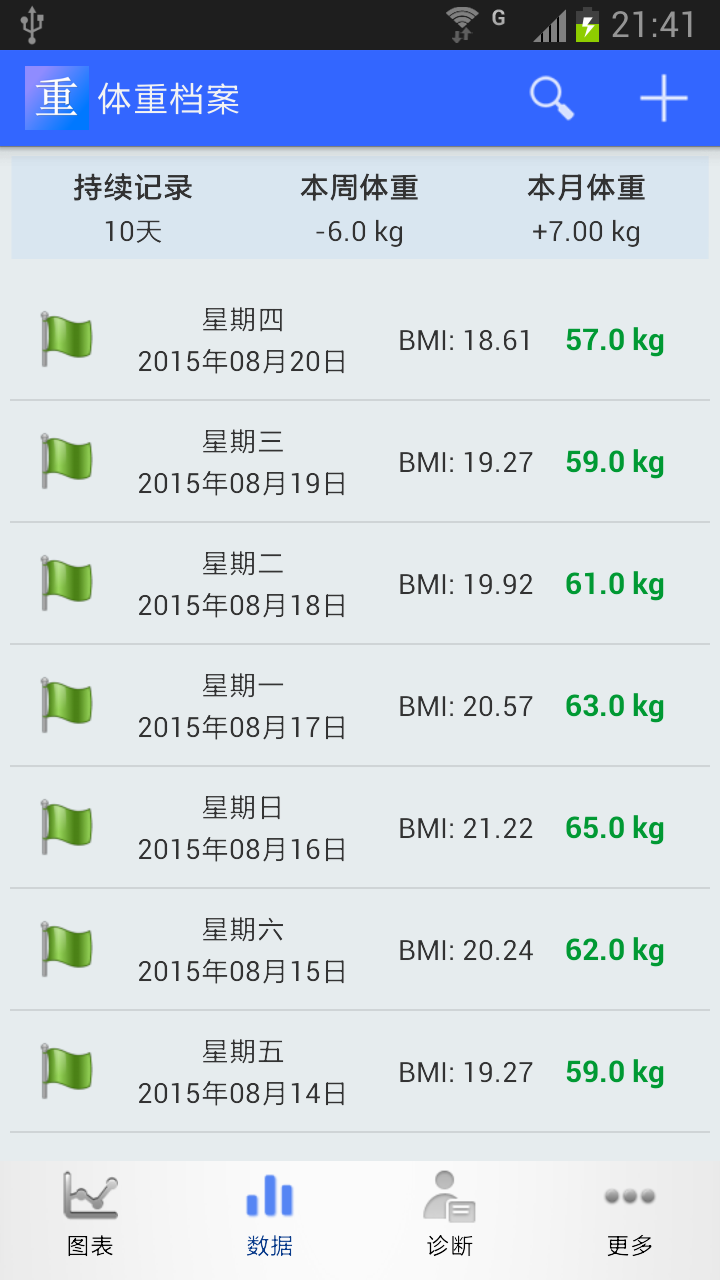 G 21:41
重 体重档案
持续记录 本周体重 本月体重
10天 -6.0 kg +7.00 kg
星期四
2015年08月20日 BMI: 18.61 57.0 kg
星期三
2015年08月19日 BMI: 19.27 59.0 kg
星期二
2015年08月18日 BMI: 19.92 61.0 kg
星期一
2015年08月17日 BMI: 20.57 63.0 kg
星期日
2015年08月16日 BMI: 21.22 65.0 kg
星期六
2015年08月15日 BMI: 20.24 62.0 kg
星期五
2015年08月14日 BMI: 19.27 59.0 kg
图表 数据 诊断 更多